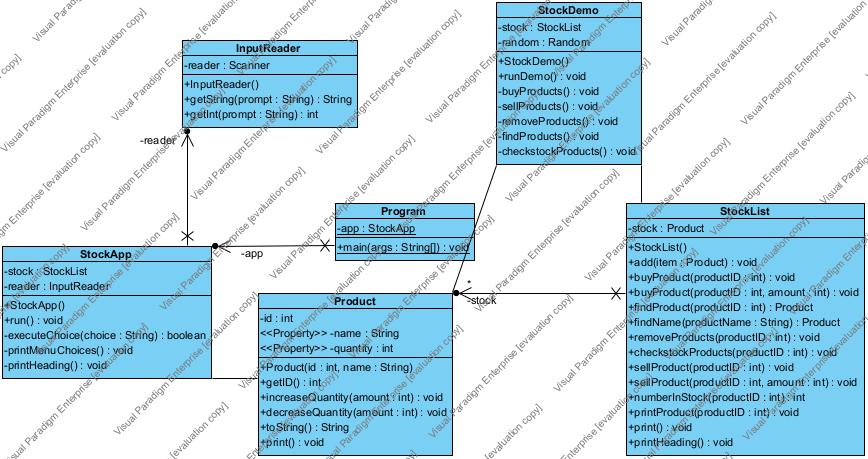 StockDemo
-stock : StockList
-random : Random
+StockDemo()
+runDemo() : void
-buyProducts() : void
-sellProducts() : void
-removeProducts() : void
-findProducts() : void
-checkstockProducts() : void
InputReader
-reader : Scanner
+InputReader()
+getString(prompt : String) : String
+getInt(prompt : String) : int
-reader
Program
-app : StockApp
+main(args : String[]) : void
-app
StockApp
-stock : StockList
-reader : InputReader
+StockApp()
+run() : void
-executeChoice(choice : String) : boolean
-printMenuChoices() : void
-printHeading() : void
*
-stock
Product
-id : int
<<Property>> -name : String
<<Property>> -quantity : int
+Product(id : int, name : String)
+getID() : int
+increaseQuantity(amount : int) : void
+decreaseQuantity(amount : int) : void
+toString() : String
+print() : void
StockList
-stock : Product
+StockList()
+add(item : Product) : void
+buyProduct(productID : int) : void
+buyProduct(productID : int, amount : int) : void
+findProduct(productID : int) : Product
+findName(productName : String) : Product
+removeProducts(productID : int) : void
+checkstockProducts(productID : int) : void
+sellProduct(productID : int) : void
+sellProduct(productID : int, amount : int) : void
+numberInStock(productID : int) : int
+printProduct(productID : int) : void
+print() : void
+printHeading() : void
Visual Paradigm Enterprise [evaluation copy]